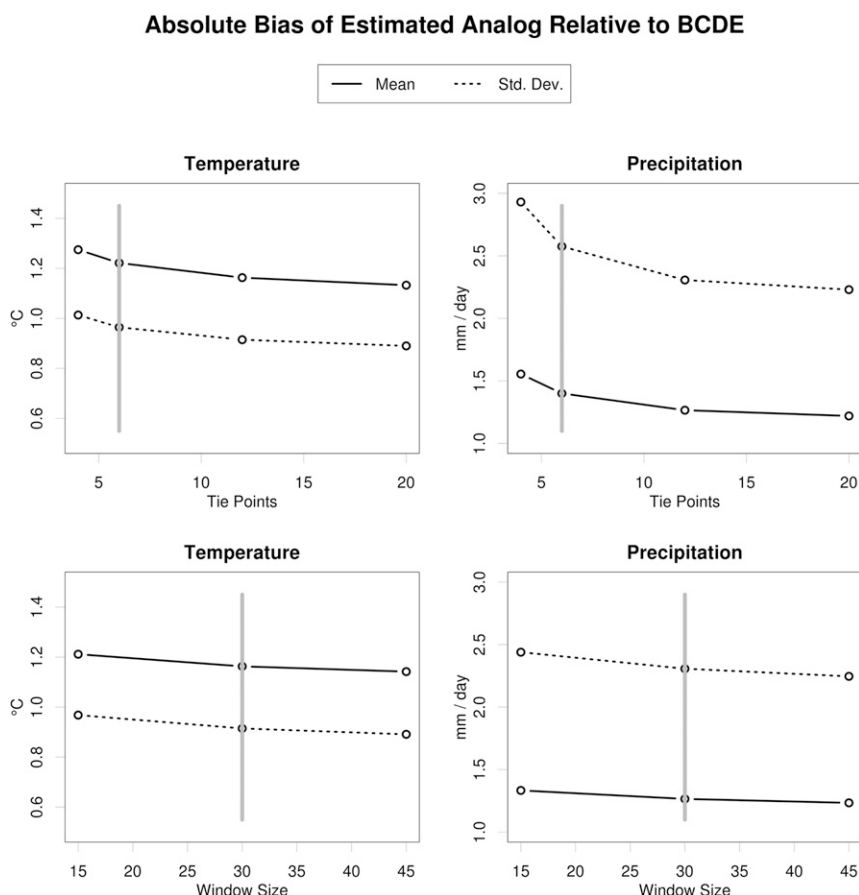 Absolute Bias of Estimated Analog Relative to BCDE
Mean Std. Dev.
Temperature
°C
0.6 0.8 1.0 1.2 1.4
5 10 15 20
Tie Points
Precipitation
mm / day
1.0 1.5 2.0 2.5 3.0
5 10 15 20
Tie Points
Temperature
°C
0.6 0.8 1.0 1.2 1.4
15 20 25 30 35 40 45
Window Size
Precipitation
mm / day
1.0 1.5 2.0 2.5 3.0
15 20 25 30 35 40 45
Window Size